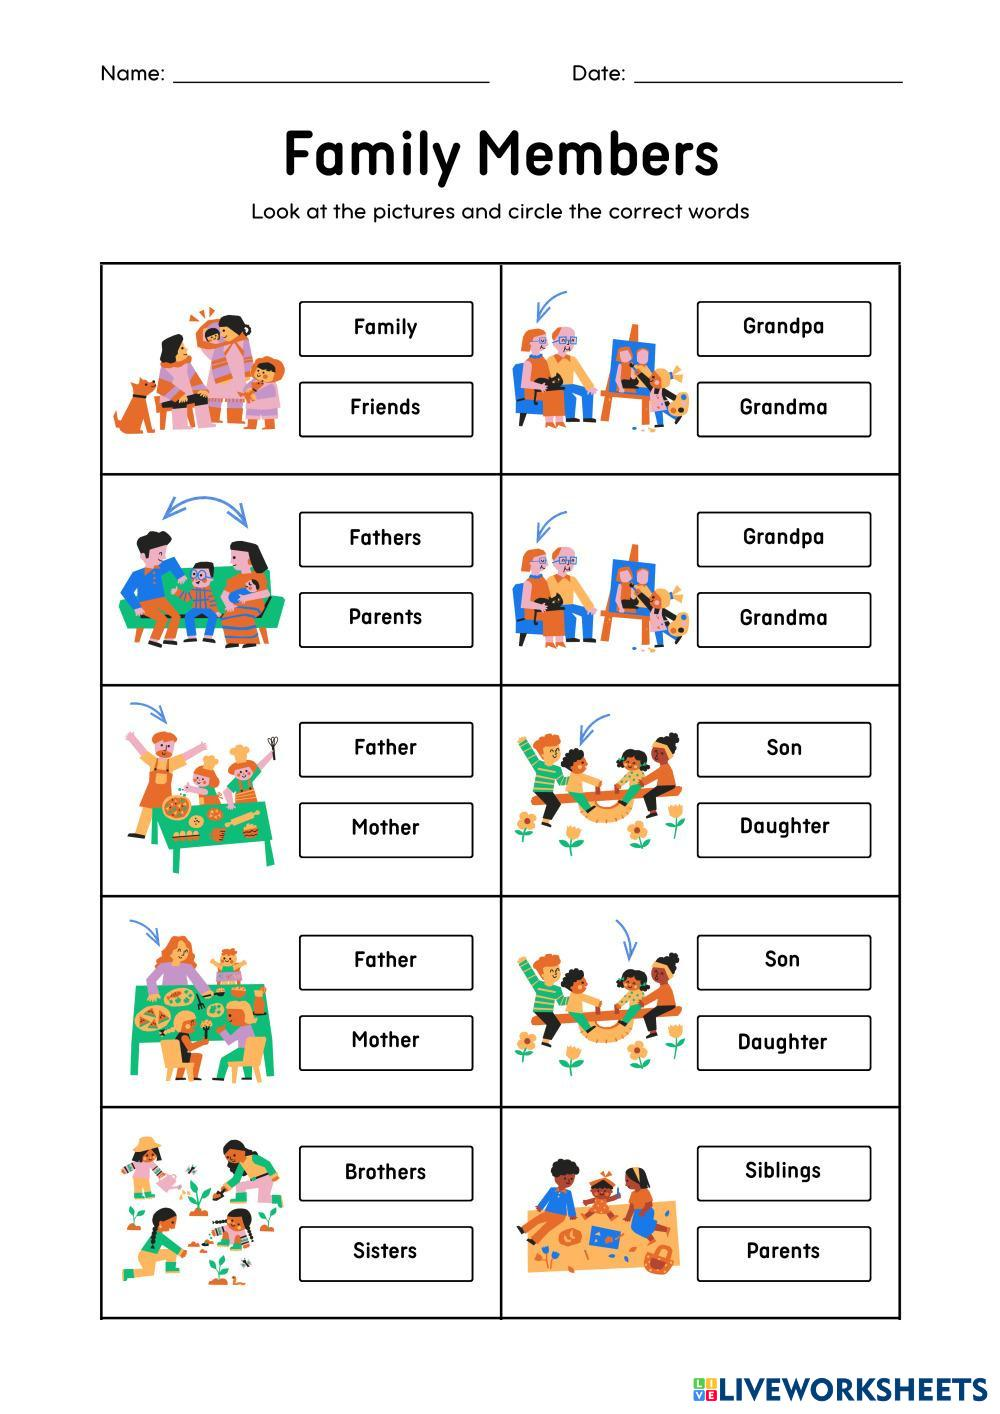 Name: Date:
Family Members
Look at the pictures and circle the correct words
Family
Friends
Grandpa
Grandma
Fathers
Parents
Grandpa
Grandma
Father
Mother
Son
Daughter
Father
Mother
Son
Daughter
Brothers
Sisters
Siblings
Parents
LIVE LIVEWORKSHEETS